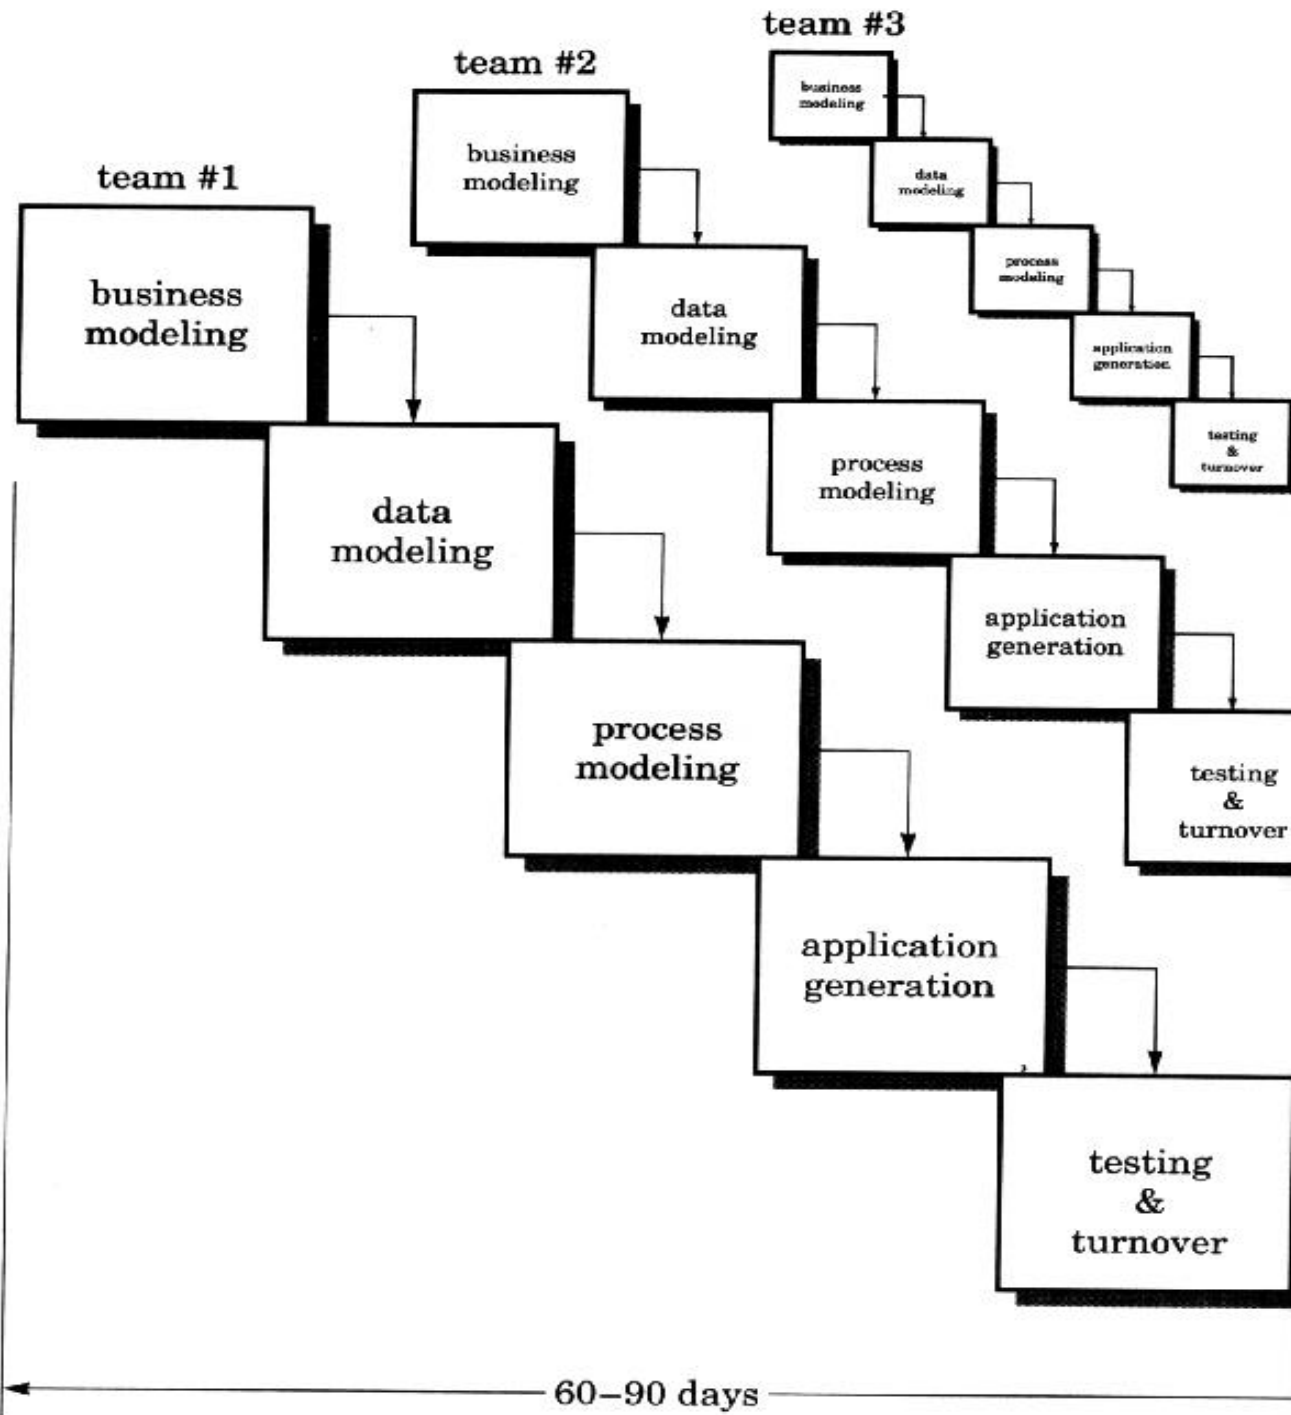 team #3
business
modeling
data
modeling
process
modeling
application
generation
testing
&
turnover
team #2
business
modeling
data
modeling
process
modeling
application
generation
testing
&
turnover
team #1
business
modeling
data
modeling
process
modeling
application
generation
testing
&
turnover
60–90 days